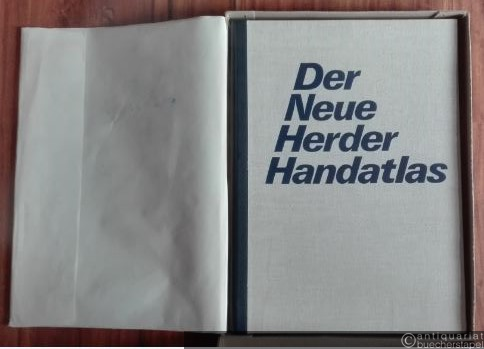 Der
Neue
Herder
Handatlas
antiquariat
buecherstapel